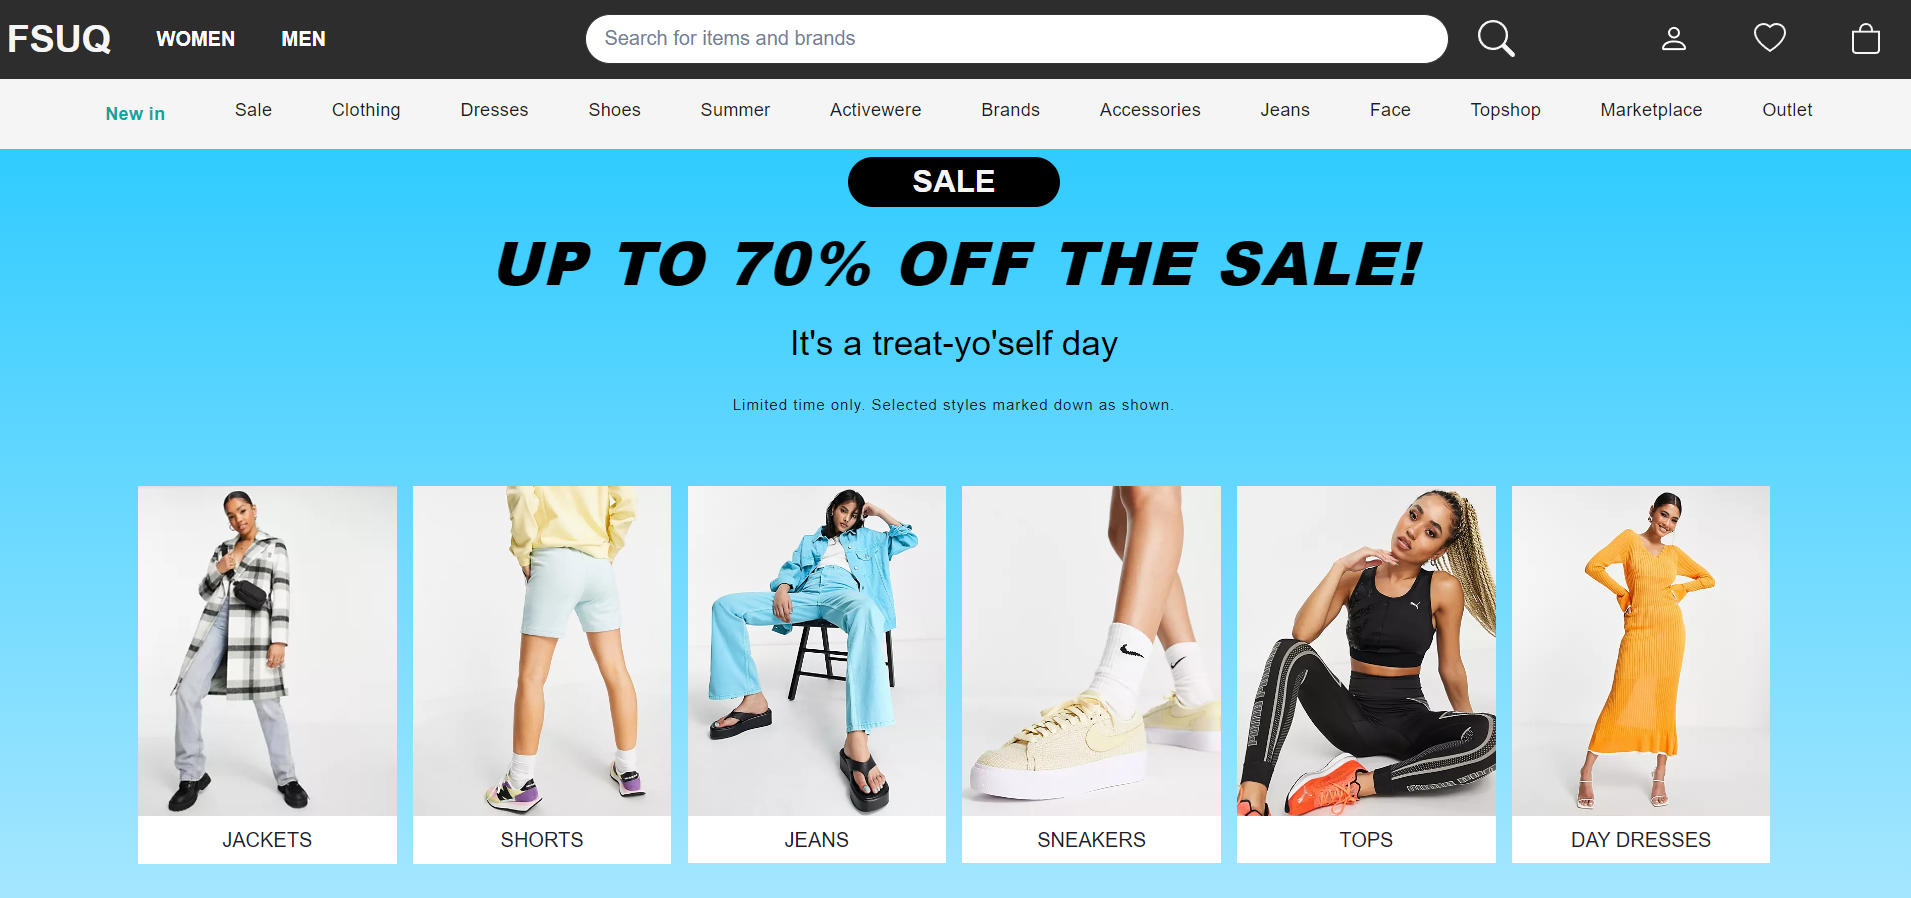 FSUQ WOMEN MEN Search for items and brands
New in Sale Clothing Dresses Shoes Summer Activewere Brands Accessories Jeans Face Topshop Marketplace Outlet
SALE
UP TO 70% OFF THE SALE!
It's a treat-yo'self day
Limited time only. Selected styles marked down as shown.
JACKETS SHORTS JEANS SNEAKERS TOPS DAY DRESSES